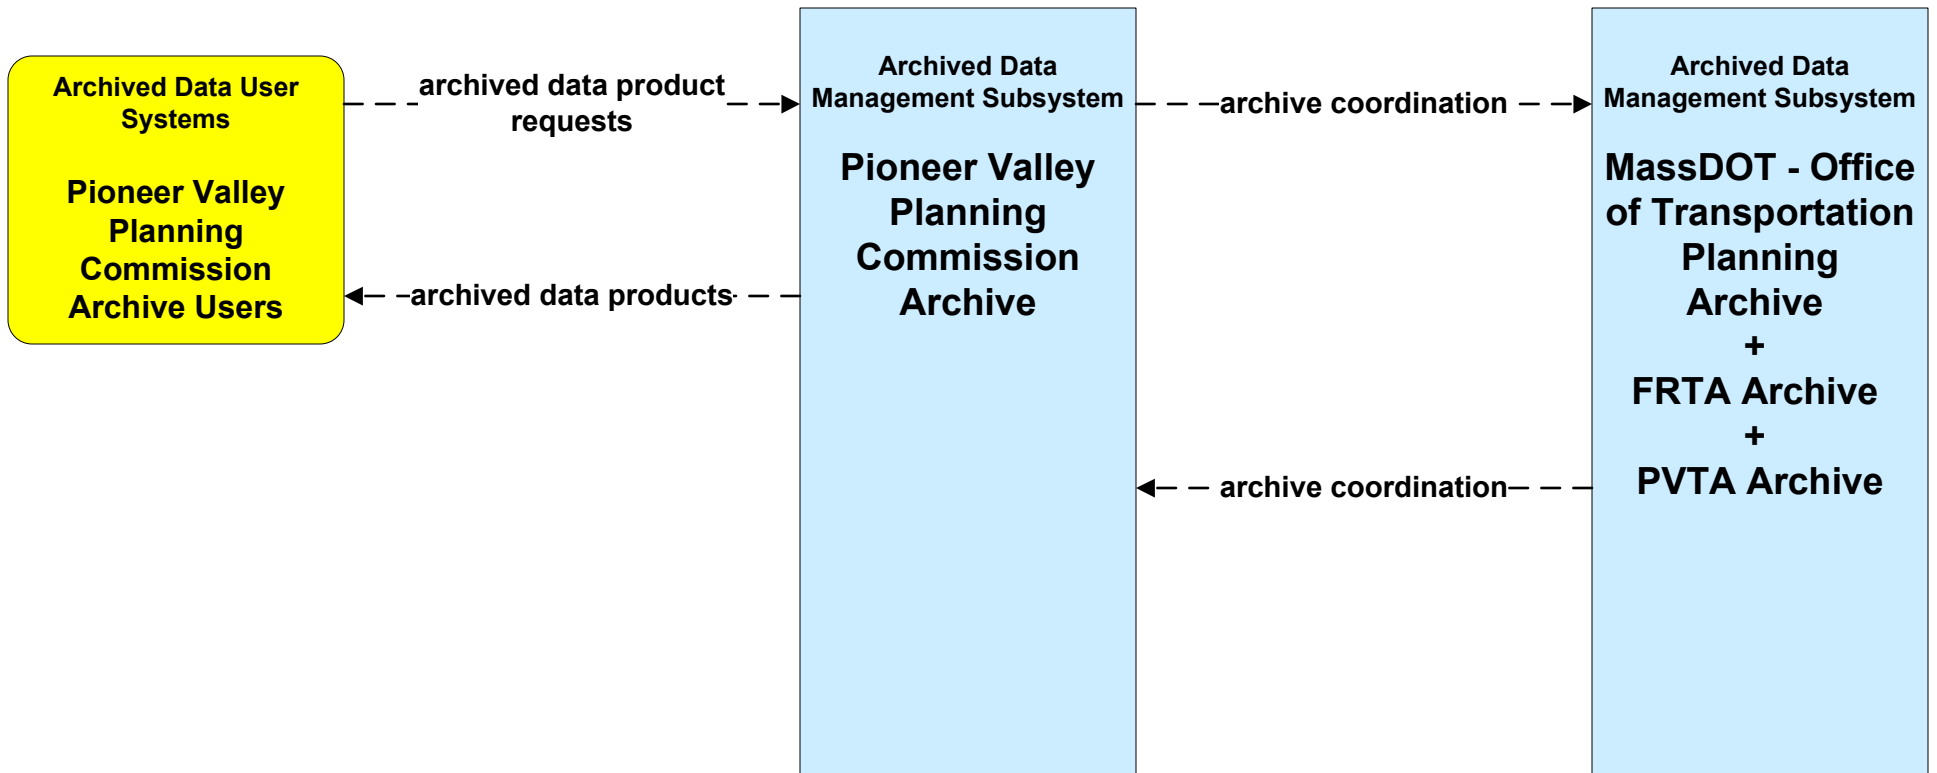 Archived Data User
Systems
Pioneer Valley
Planning
Commission
Archive Users
archived data product
requests
archived data products
Archived Data
Management Subsystem
Pioneer Valley
Planning
Commission
Archive
archive coordination
archive coordination
Archived Data
Management Subsystem
MassDOT - Office
of Transportation
Planning
Archive
+
FRTA Archive
+
PVTA Archive